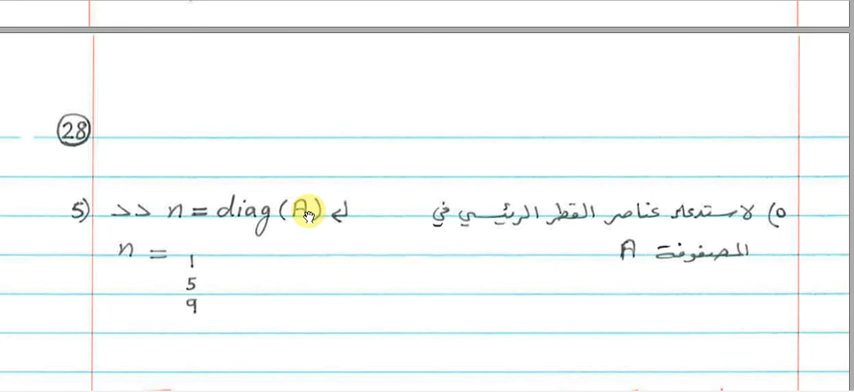 28
5) >> n = diag(A) ↲ ٥) لاستدعاء عناصر القطر الرئيسي في
n = المصفوفة A
1
5
9